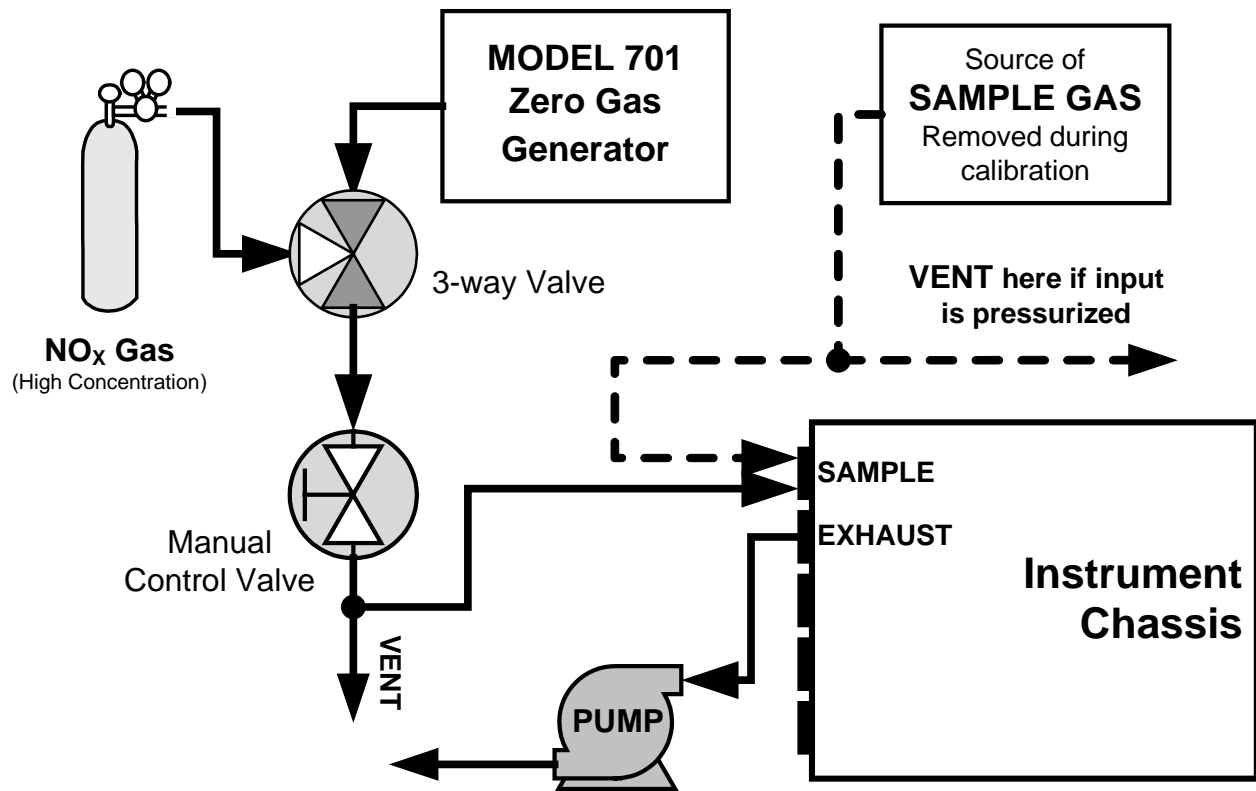 MODEL 701
Zero Gas
Generator
Source of
SAMPLE GAS
Removed during
calibration
3-way Valve
VENT here if input
is pressurized
NOX Gas
(High Concentration)
SAMPLE
EXHAUST
Manual
Control Valve
Instrument
Chassis
VENT
PUMP